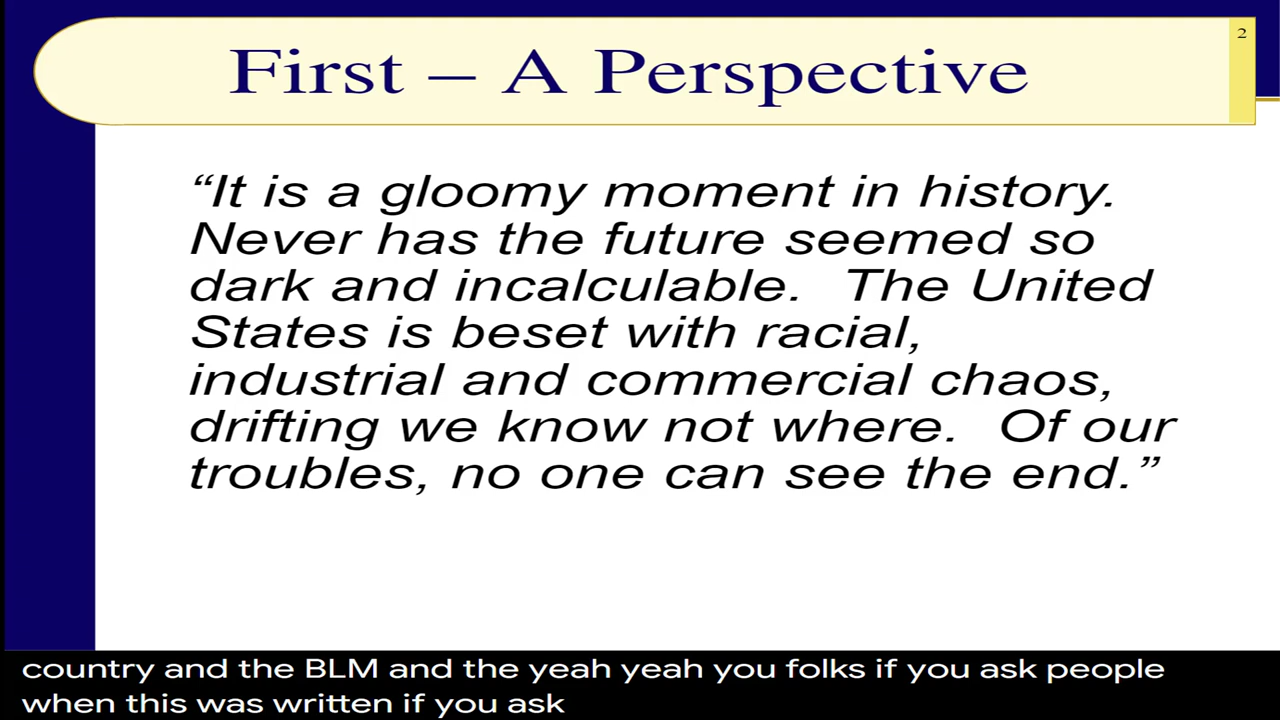 2
First – A Perspective
“It is a gloomy moment in history.
Never has the future seemed so
dark and incalculable.  The United
States is beset with racial,
industrial and commercial chaos,
drifting we know not where.  Of our
troubles, no one can see the end.”
country and the BLM and the yeah yeah you folks if you ask people
when this was written if you ask